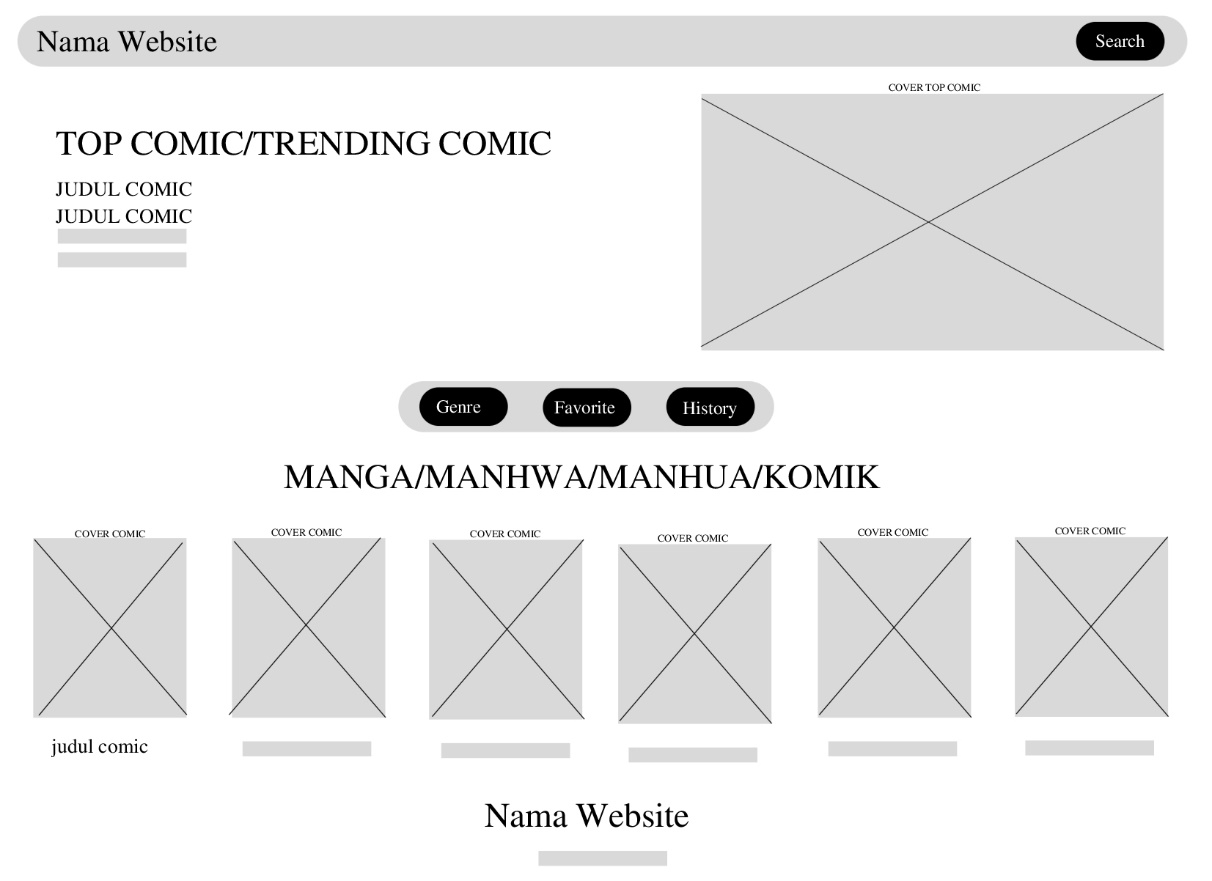 Nama Website
Search
COVER TOP COMIC
TOP COMIC/TRENDING COMIC
JUDUL COMIC
JUDUL COMIC
Genre
Favorite
History
MANGA/MANHWA/MANHUA/KOMIK
COVER COMIC
COVER COMIC
COVER COMIC
COVER COMIC
COVER COMIC
COVER COMIC
judul comic
Nama Website